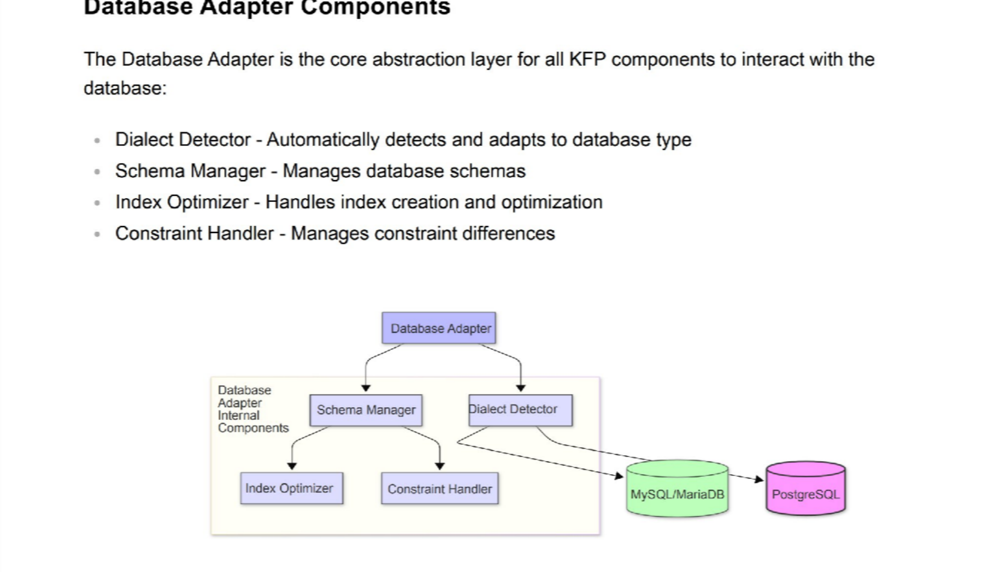 Database Adapter Components
The Database Adapter is the core abstraction layer for all KFP components to interact with the
database:
Dialect Detector - Automatically detects and adapts to database type
Schema Manager - Manages database schemas
Index Optimizer - Handles index creation and optimization
Constraint Handler - Manages constraint differences
Database Adapter
Database
Adapter
Internal
Components
Schema Manager
Dialect Detector
Index Optimizer
Constraint Handler
MySQL/MariaDB
PostgreSQL